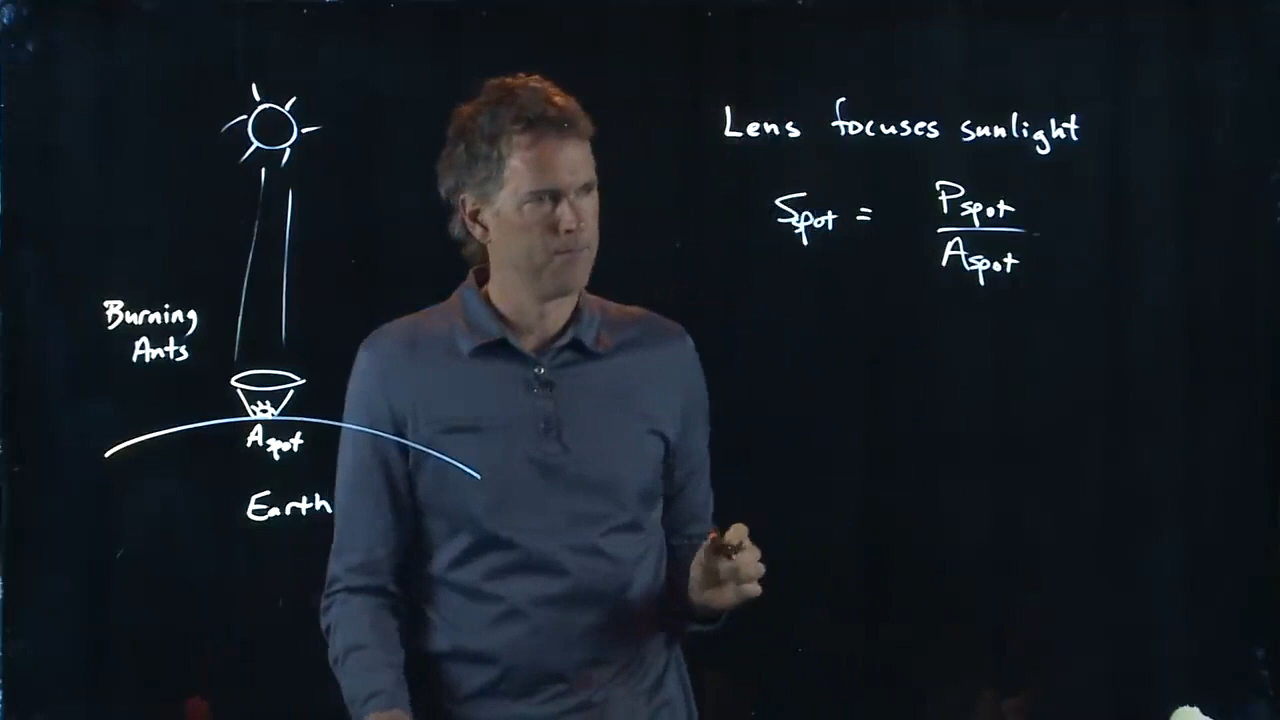 Lens focuses sunlight
Sspot = Pspot
Aspot
Burning
Ants
Aspot
Earth